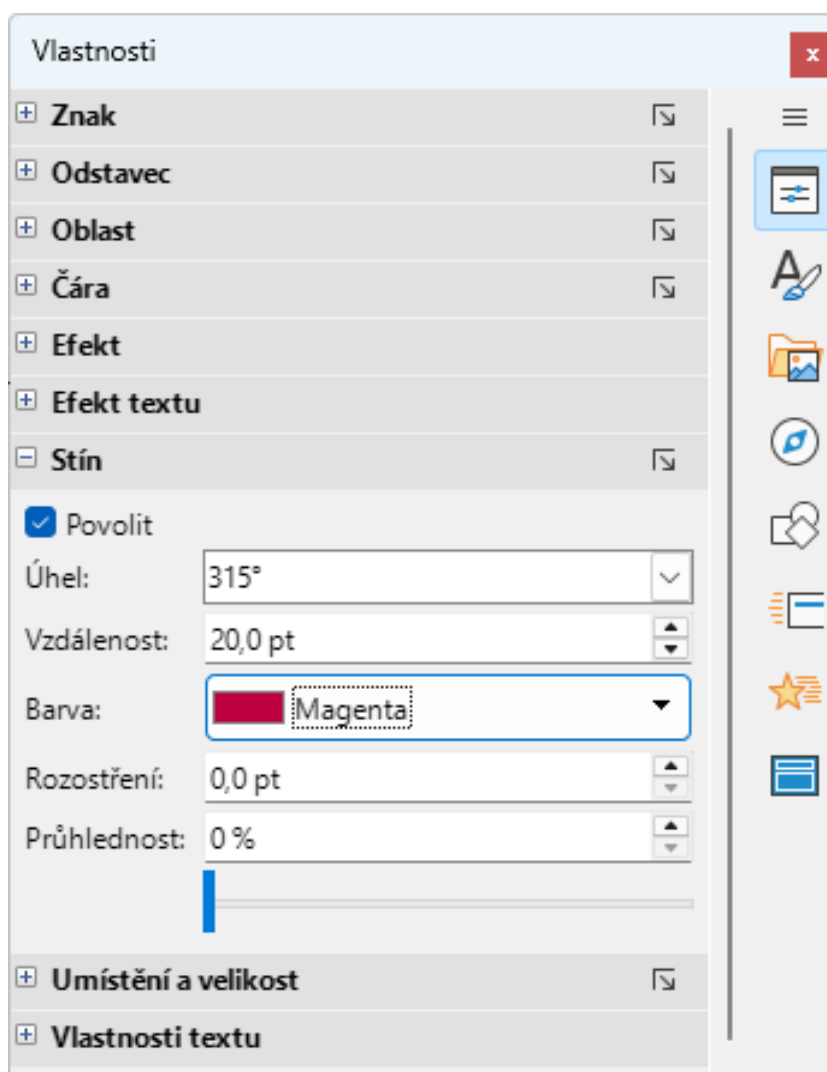 Vlastnosti
Znak
Odstavec
Oblast
Čára
Efekt
Efekt textu
Stín
Povolit
Úhel: 315°
Vzdálenost: 20,0 pt
Barva: Magenta
Rozostření: 0,0 pt
Průhlednost: 0 %
Umístění a velikost
Vlastnosti textu